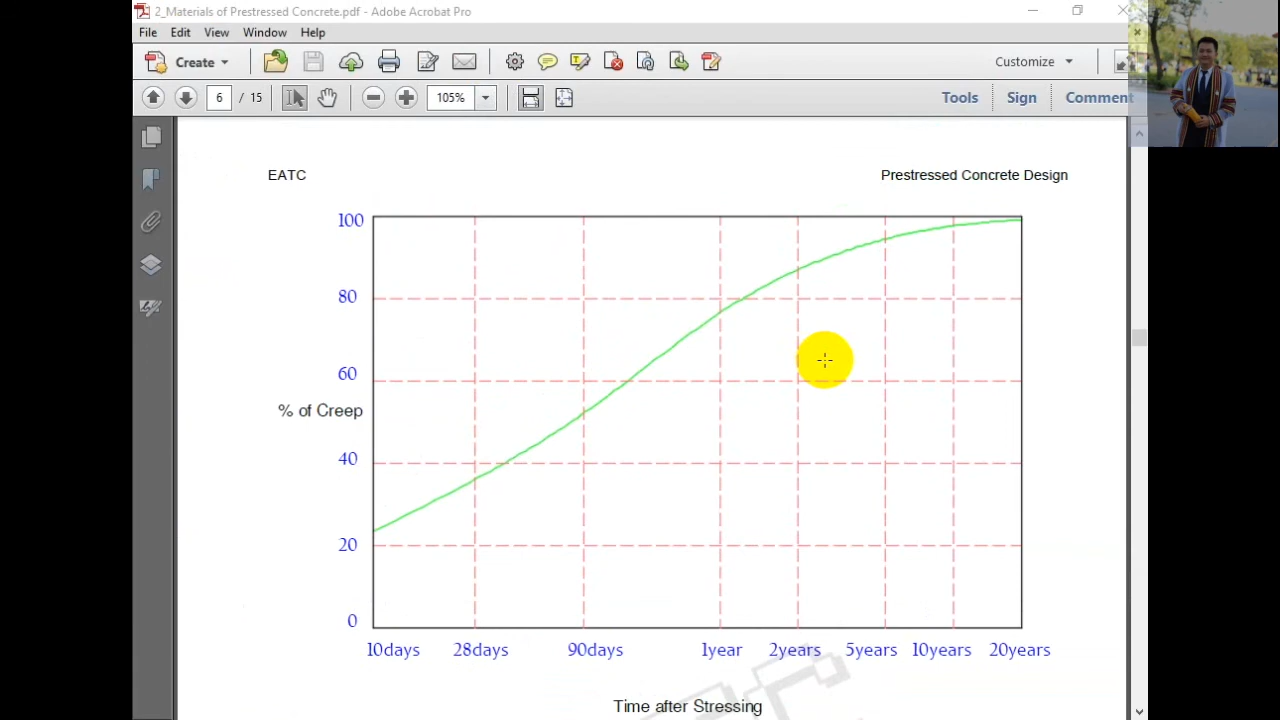 2_Materials of Prestressed Concrete.pdf - Adobe Acrobat Pro
File Edit View Window Help
Create Customize
6 / 15 105% Tools Sign Comment
EATC Prestressed Concrete Design
100
80
60
% of Creep
40
20
0
10days 28days 90days 1year 2years 5years 10years 20years
Time after Stressing